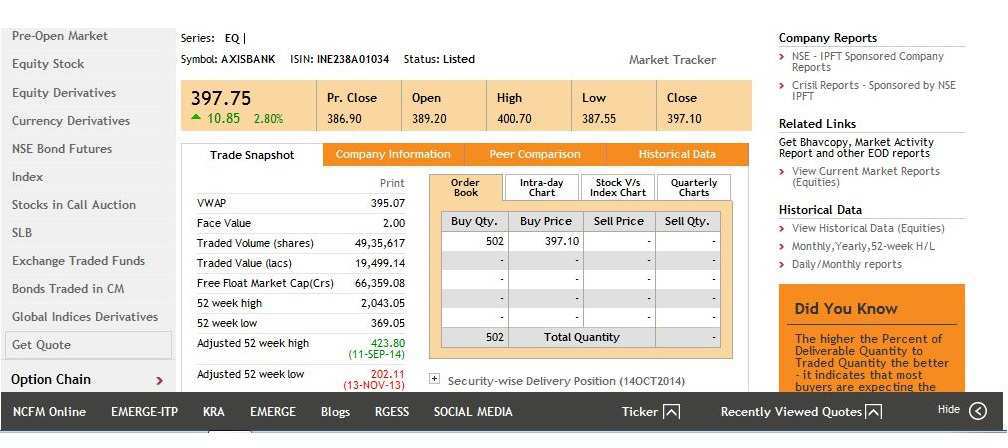 Pre-Open Market
Equity Stock
Equity Derivatives
Currency Derivatives
NSE Bond Futures
Index
Stocks in Call Auction
SLB
Exchange Traded Funds
Bonds Traded in CM
Global Indices Derivatives
Get Quote
Option Chain
Series: EQ |
Symbol: AXISBANK ISIN: INE238A01034 Status: Listed
Market Tracker
397.75 Pr. Close Open High Low Close
10.85 2.80% 386.90 389.20 400.70 387.55 397.10
Trade Snapshot Company Information Peer Comparison Historical Data
Print
VWAP 395.07
Face Value 2.00
Traded Volume (shares) 49,35,617
Traded Value (lacs) 19,499.14
Free Float Market Cap(Crs) 66,359.08
52 week high 2,043.05
52 week low 369.05
Adjusted 52 week high 423.80
(11-SEP-14)
Adjusted 52 week low 202.11
(13-NOV-13)
Order Book
Intra-day Chart
Stock V/s Index Chart
Quarterly Charts
Buy Qty. Buy Price Sell Price Sell Qty.
502 397.10 - -
- - - -
- - - -
- - - -
- - - -
502 Total Quantity -
+ Security-wise Delivery Position (14OCT2014)
Company Reports
NSE - IPFT Sponsored Company
Reports
Crisil Reports - Sponsored by NSE
IPFT
Related Links
Get Bhavcopy, Market Activity
Report and other EOD reports
View Current Market Reports
(Equities)
Historical Data
View Historical Data (Equities)
Monthly,Yearly,52-week H/L
Daily/Monthly reports
Did You Know
The higher the Percent of
Deliverable Quantity to
Traded Quantity the better
- it indicates that most
buyers are expecting the
NCFM Online EMERGE-ITP KRA EMERGE Blogs RGESS SOCIAL MEDIA Ticker Recently Viewed Quotes Hide